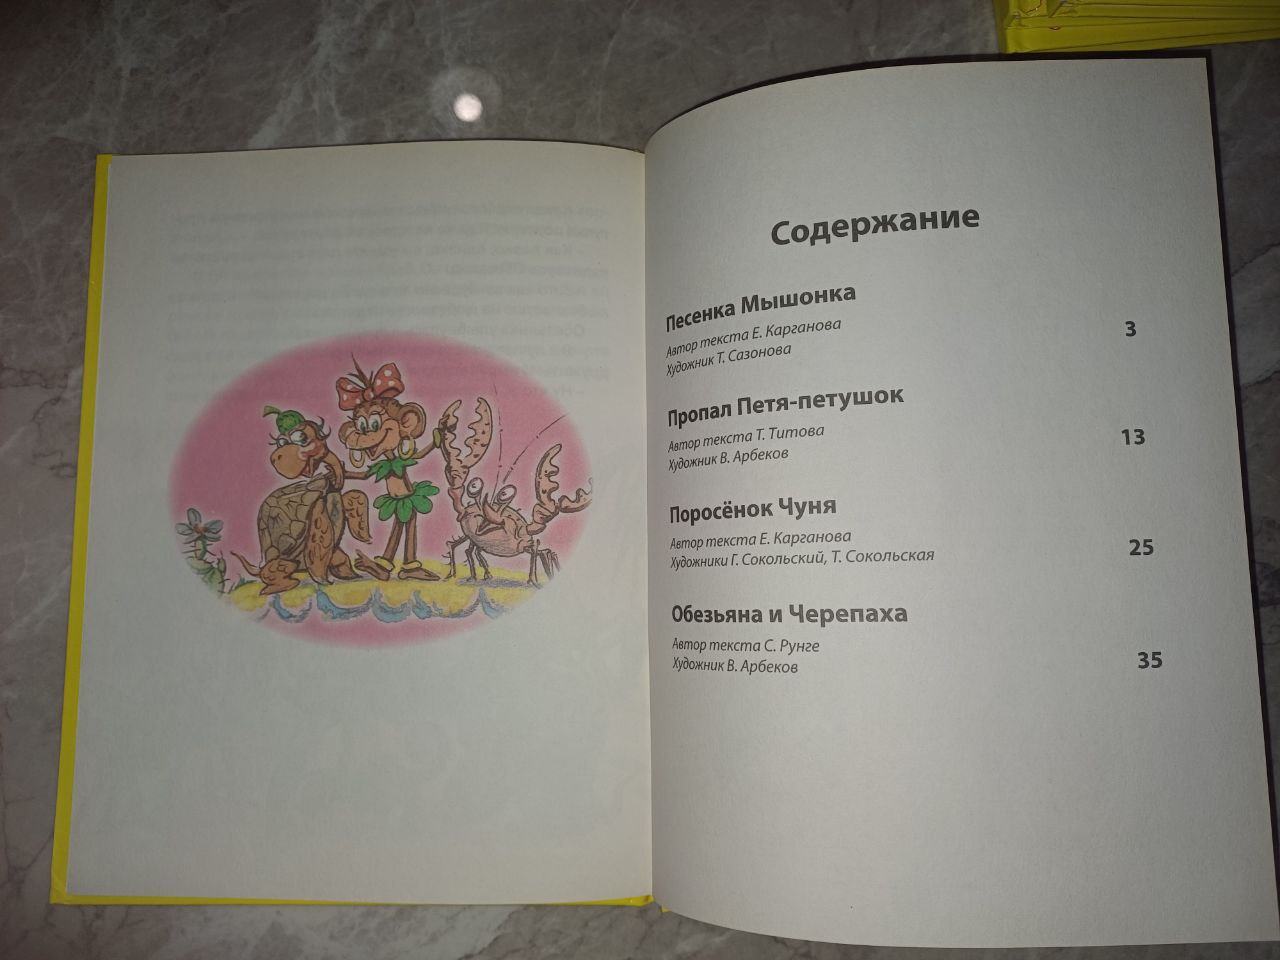 Содержание
Песенка Мышонка
Автор текста Е. Карганова
Художник Т. Сазонова
3
Пропал Петя-петушок
Автор текста Т. Титова
Художник В. Арбеков
13
Поросёнок Чуня
Автор текста Е. Карганова
Художники Г. Сокольский, Т. Сокольская
25
Обезьяна и Черепаха
Автор текста С. Рунге
Художник В. Арбеков
35